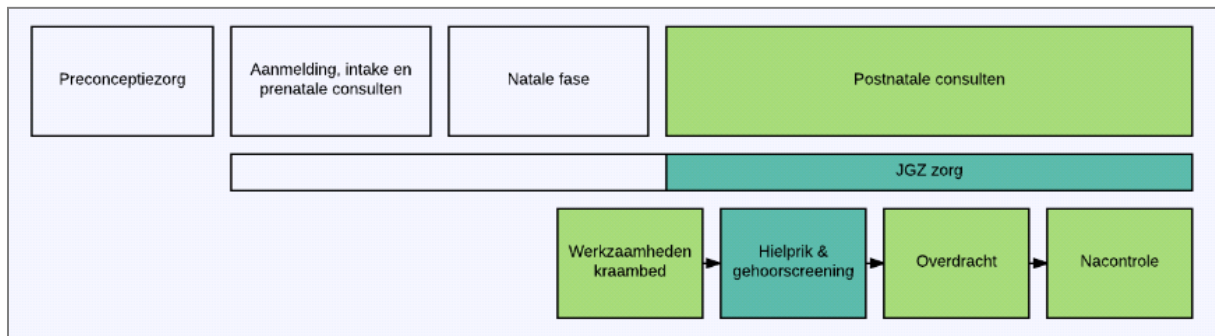 Preconceptiezorg
Aanmelding, intake en
prenatale consulten
Natale fase
Postnatale consulten
JGZ zorg
Werkzaamheden
kraambed
Hielprik &
gehoorscreening
Overdracht
Nacontrole